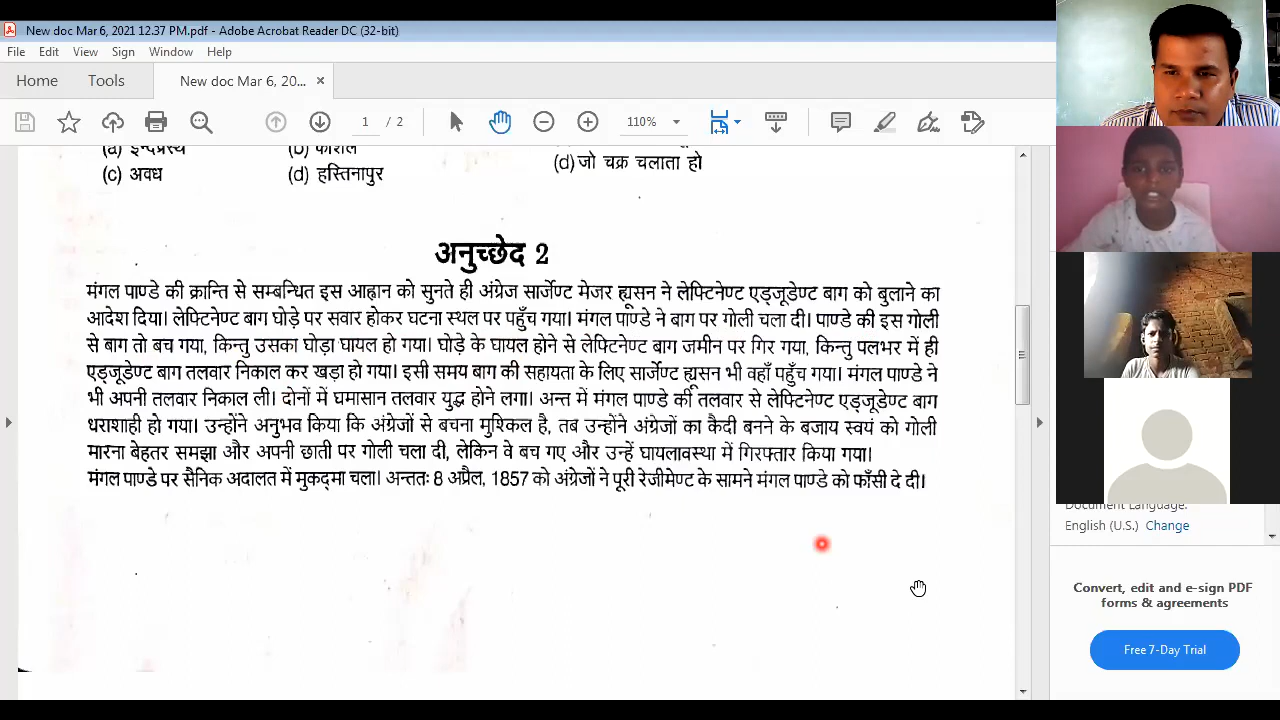 New doc Mar 6, 2021 12.37 PM.pdf - Adobe Acrobat Reader DC (32-bit)
File Edit View Sign Window Help
Home Tools New doc Mar 6, 20... ×
1 / 2 110%
(a) इन्दप्रस्थ (b) कोशल
(c) अवध (d) हस्तिनापुर (d) जो चक्र चलाता हो
अनुच्छेद 2
मंगल पाण्डे की क्रान्ति से सम्बन्धित इस आह्वान को सुनते ही अंग्रेज सार्जेण्ट मेजर ह्यूसन ने लेफ्टिनेण्ट एड्जूडेण्ट बाग को बुलाने का
आदेश दिया। लेफ्टिनेण्ट बाग घोड़े पर सवार होकर घटना स्थल पर पहुँच गया। मंगल पाण्डे ने बाग पर गोली चला दी। पाण्डे की इस गोली
से बाग तो बच गया, किन्तु उसका घोड़ा घायल हो गया। घोड़े के घायल होने से लेफ्टिनेण्ट बाग जमीन पर गिर गया, किन्तु पलभर में ही
एड्जूडेण्ट बाग तलवार निकाल कर खड़ा हो गया। इसी समय बाग की सहायता के लिए सार्जेण्ट ह्यूसन भी वहाँ पहुँच गया। मंगल पाण्डे ने
भी अपनी तलवार निकाल ली। दोनों में घमासान तलवार युद्ध होने लगा। अन्त में मंगल पाण्डे की तलवार से लेफ्टिनेण्ट एड्जूडेण्ट बाग
धराशाही हो गया। उन्होंने अनुभव किया कि अंग्रेजों से बचना मुश्किल है, तब उन्होंने अंग्रेजों का कैदी बनने के बजाय स्वयं को गोली
मारना बेहतर समझा और अपनी छाती पर गोली चला दी, लेकिन वे बच गए और उन्हें घायलावस्था में गिरफ्तार किया गया।
मंगल पाण्डे पर सैनिक अदालत में मुकद्मा चला। अन्ततः 8 अप्रैल, 1857 को अंग्रेजों ने पूरी रेजीमेण्ट के सामने मंगल पाण्डे को फाँसी दे दी।
Document Language:
English (U.S.) Change
Convert, edit and e-sign PDF
forms & agreements
Free 7-Day Trial